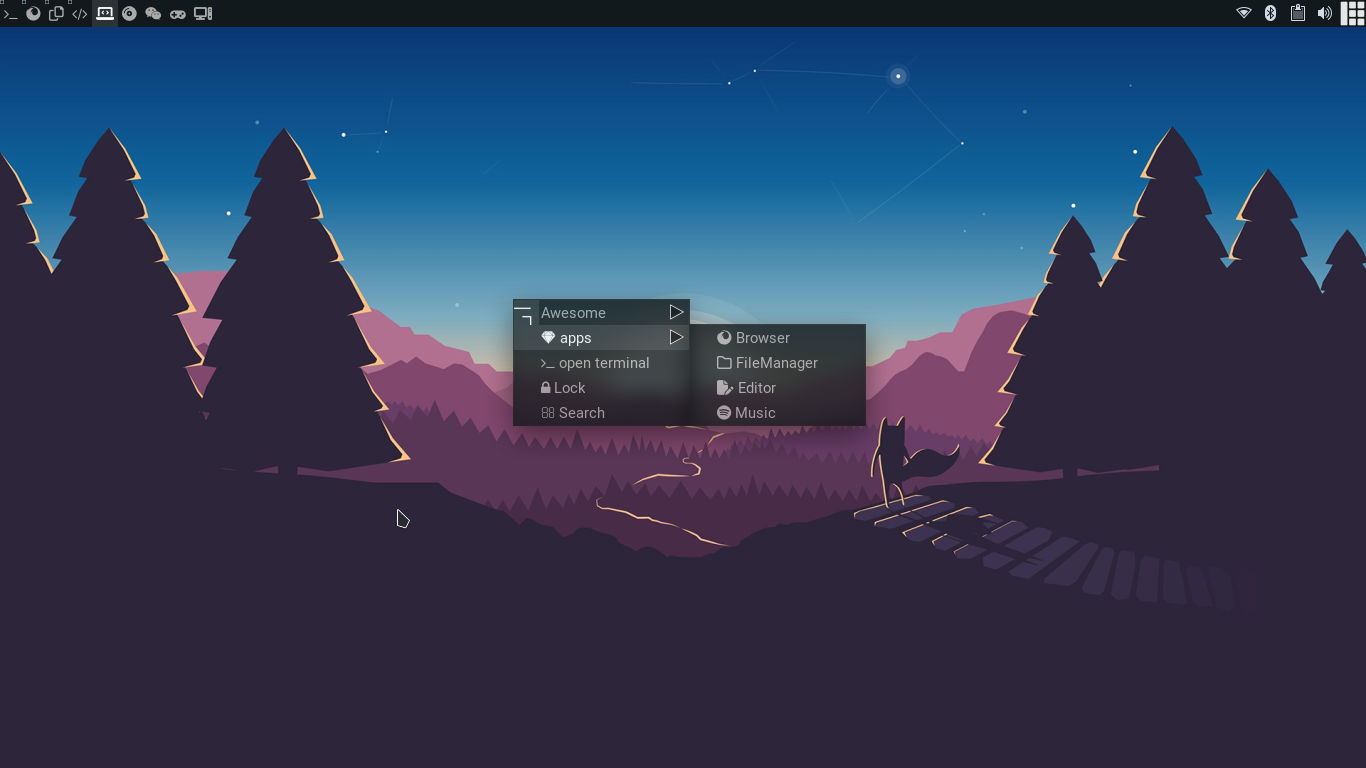 Awesome
apps
open terminal
Lock
Search
Browser
FileManager
Editor
Music